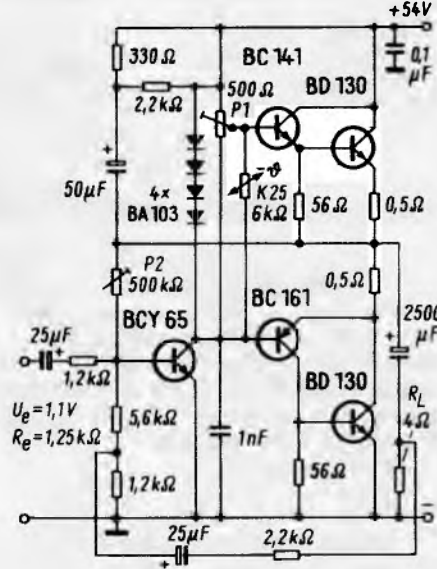 +54V
330Ω
BC 141
0,1
μF
BD 130
2,2kΩ
500Ω
P1
+
50μF
4x
BA 103
-ϑ
K25
6kΩ
56Ω
0,5Ω
P2
500kΩ
0,5Ω
BC 161
2500
μF
+
BCY 65
25μF
+
1,2kΩ
BD 130
R_L
4Ω
U_e=1,1V
R_e=1,25kΩ
5,6kΩ
1nF
56Ω
1,2kΩ
25μF
+
2,2kΩ